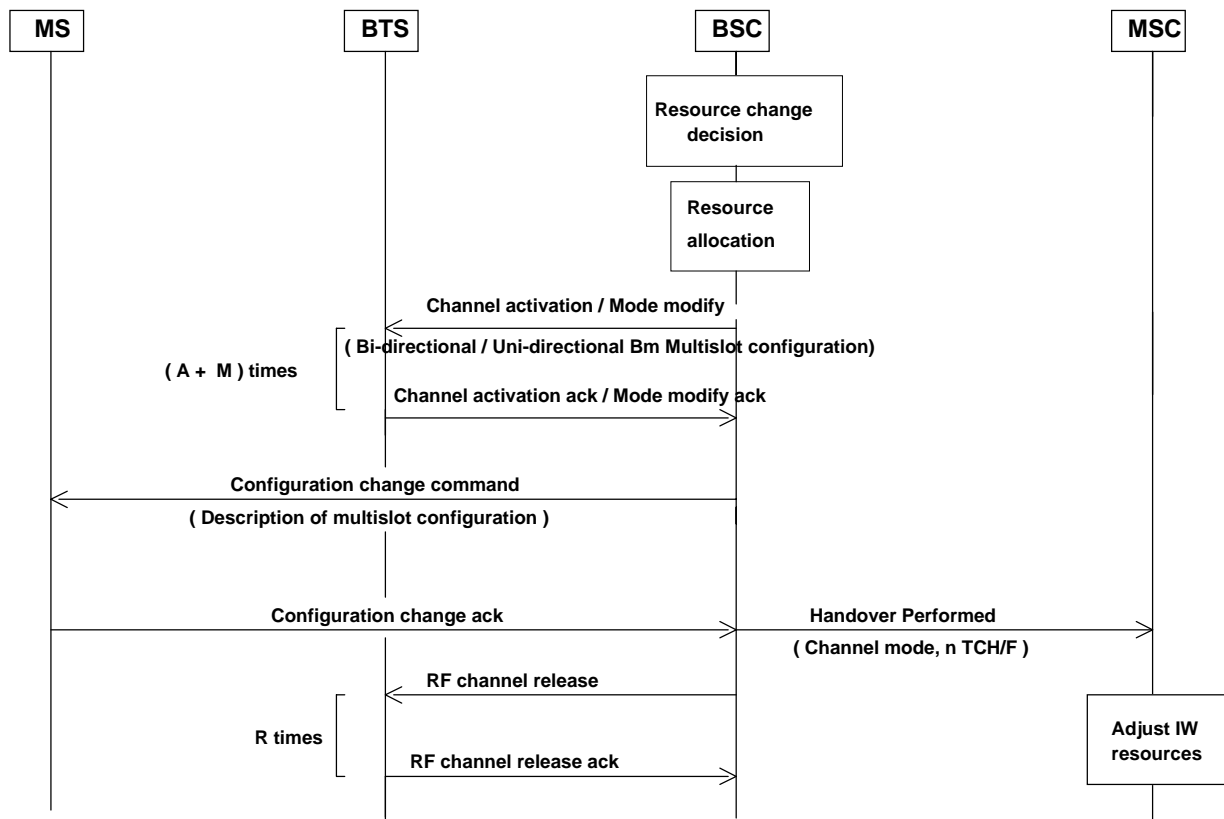 MS BTS BSC MSC
Resource change
decision
Resource
allocation
Channel activation / Mode modify
( Bi-directional / Uni-directional Bm Multislot configuration)
( A + M ) times
Channel activation ack / Mode modify ack
Configuration change command
( Description of multislot configuration )
Configuration change ack
Handover Performed
( Channel mode, n TCH/F )
RF channel release
R times
RF channel release ack
Adjust IW
resources